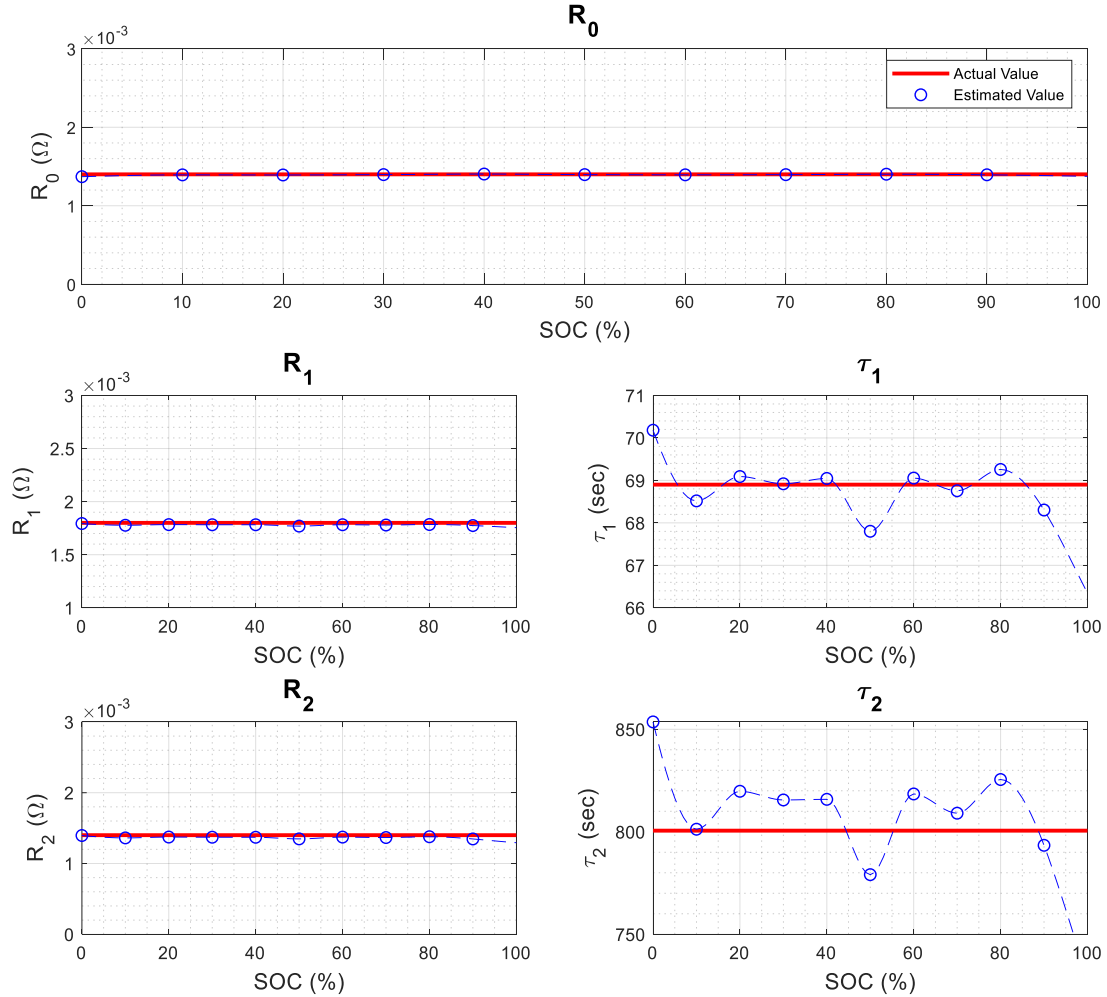 R0
×10-3
3
2
1
0
R0 (Ω)
Actual Value
Estimated Value
0 10 20 30 40 50 60 70 80 90 100
SOC (%)
R1
×10-3
3
2.5
2
1.5
1
R1 (Ω)
0 20 40 60 80 100
SOC (%)
τ1
71
70
69
68
67
66
τ1 (sec)
0 20 40 60 80 100
SOC (%)
R2
×10-3
3
2
1
0
R2 (Ω)
0 20 40 60 80 100
SOC (%)
τ2
850
800
750
τ2 (sec)
0 20 40 60 80 100
SOC (%)